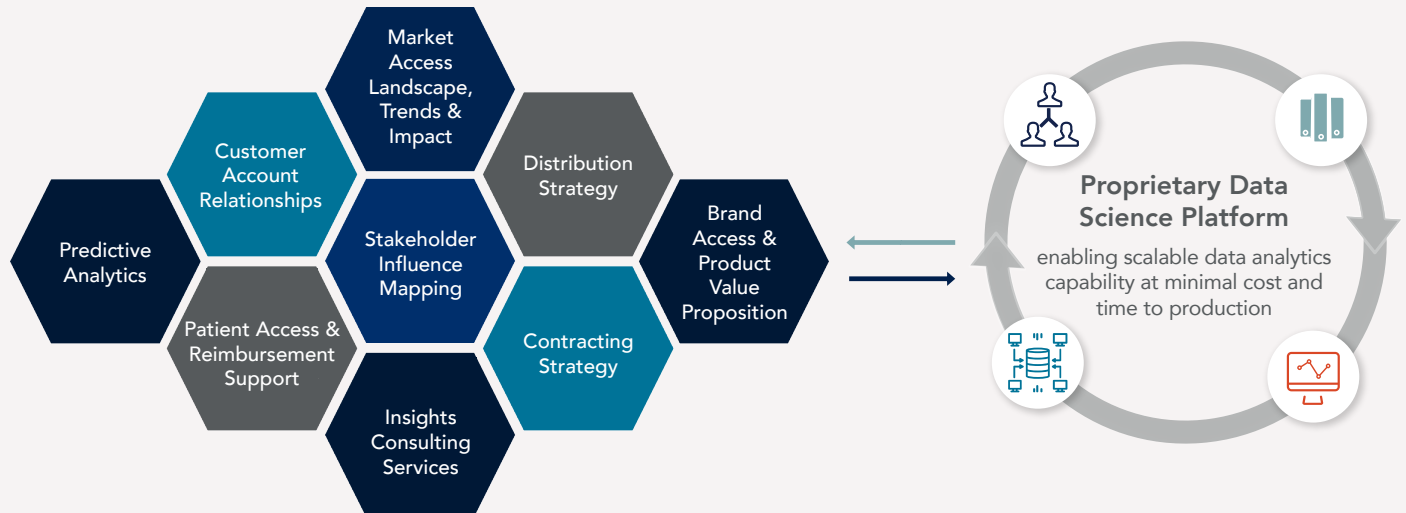 Market
Access
Landscape,
Trends &
Impact
Customer
Account
Relationships
Distribution
Strategy
Predictive
Analytics
Stakeholder
Influence
Mapping
Brand
Access &
Product
Value
Proposition
Patient Access &
Reimbursement
Support
Contracting
Strategy
Insights
Consulting
Services
Proprietary Data
Science Platform
enabling scalable data analytics
capability at minimal cost and
time to production